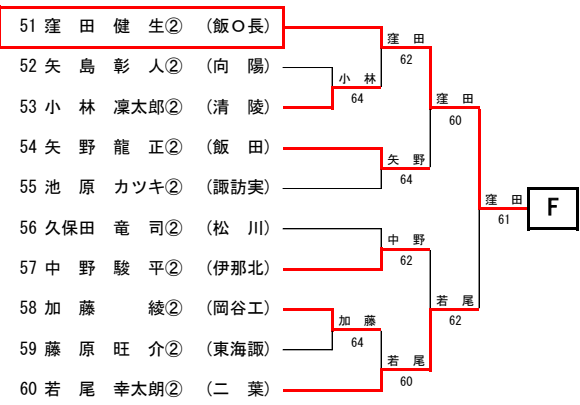 51 窪 田 健 生② (飯O長)
窪 田
62
52 矢 島 彰 人② (向 陽)
小 林
64
53 小 林 凜太郎② (清 陵)
窪 田
60
54 矢 野 龍 正② (飯 田)
矢 野
64
55 池 原 カツキ② (諏訪実)
窪 田
61
F
56 久保田 竜 司② (松 川)
中 野
62
57 中 野 駿 平② (伊那北)
若 尾
62
58 加 藤 綾② (岡谷工)
加 藤
64
59 藤 原 旺 介② (東海諏)
若 尾
60
60 若 尾 幸太朗② (二 葉)